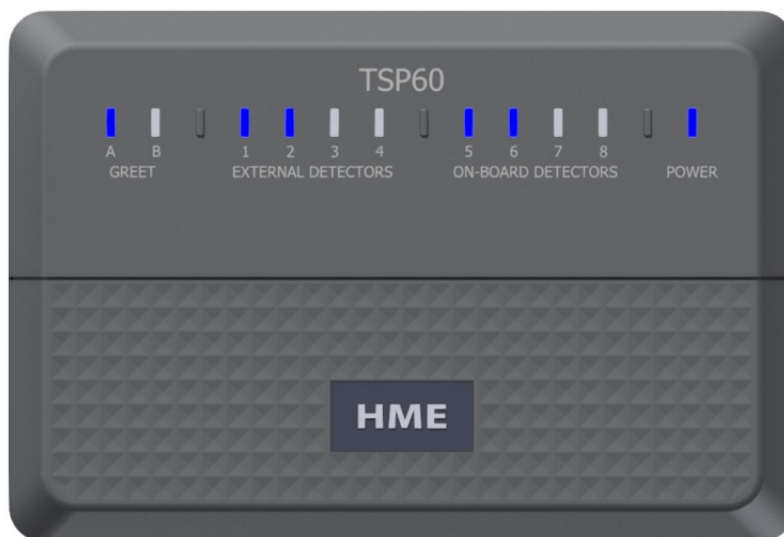 TSP60
A B 1 2 3 4 5 6 7 8
GREET EXTERNAL DETECTORS ON-BOARD DETECTORS POWER
HME